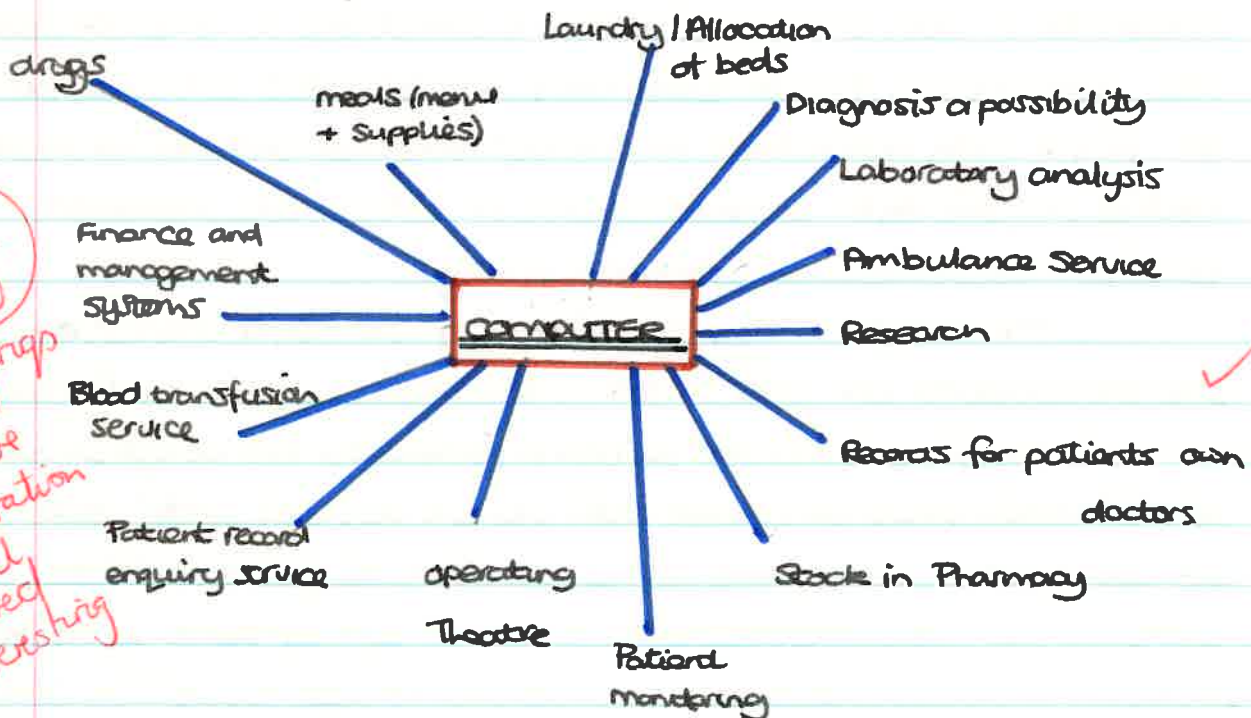 Laundry / Allocation
of beds
drugs
meals (menu
+ supplies)
Diagnosis a possibility
Laboratory analysis
Finance and
management
systems
Ambulance Service
COMPUTER
Research
Blood transfusion
service
Records for patients own
doctors
Patient record
enquiry service
operating
Theatre
Stock in Pharmacy
Patient
monitoring